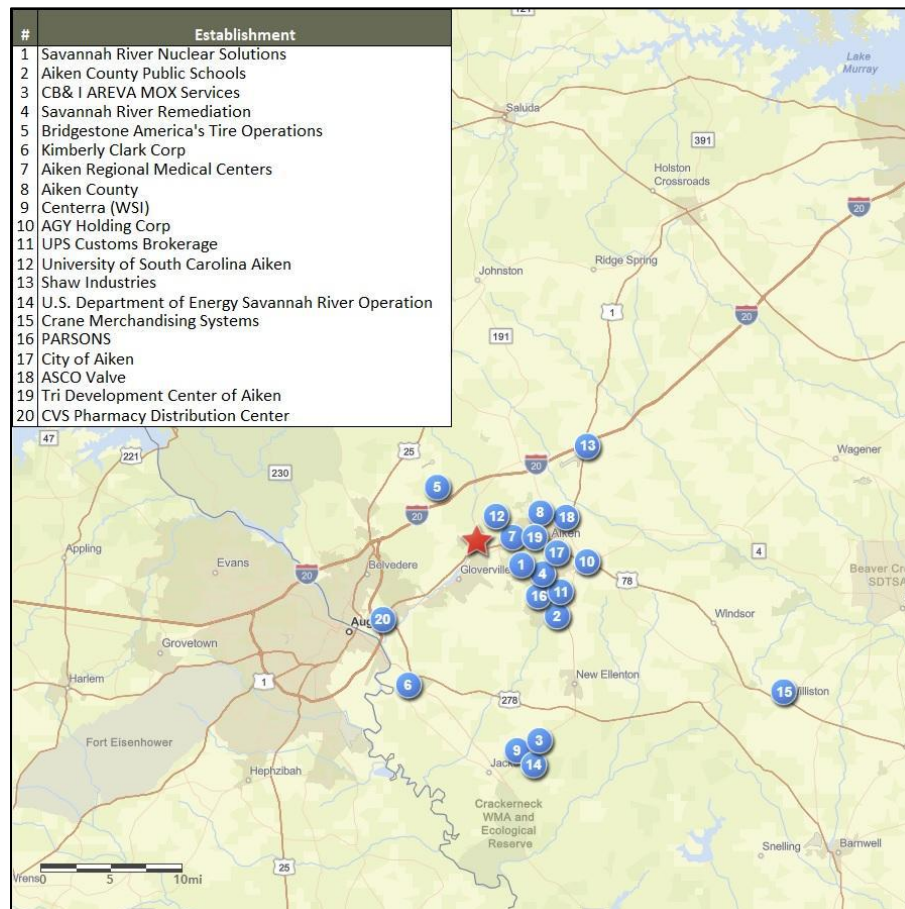 # Establishment
1 Savannah River Nuclear Solutions
2 Aiken County Public Schools
3 CB& I AREVA MOX Services
4 Savannah River Remediation
5 Bridgestone America's Tire Operations
6 Kimberly Clark Corp
7 Aiken Regional Medical Centers
8 Aiken County
9 Centerra (WSI)
10 AGY Holding Corp
11 UPS Customs Brokerage
12 University of South Carolina Aiken
13 Shaw Industries
14 U.S. Department of Energy Savannah River Operation
15 Crane Merchandising Systems
16 PARSONS
17 City of Aiken
18 ASCO Valve
19 Tri Development Center of Aiken
20 CVS Pharmacy Distribution Center
121
Lake
Murray
Saluda
391
Holston
Crossroads
20
Ridge Spring
Johnston
20
1
191
47
221
25
230
13
Wagener
20
5
20
12
8
18
Appling
7
19
Aiken
17
4
Evans
20
Belvedere
Gloverville
1
4
10
78
Beaver Cr
SDTSA
16
11
Windsor
20
Aug
2
Grovetown
Harlem
1
6
New Ellenton
278
15
illiston
Fort Eisenhower
3
9
14
Jack
Hephzibah
Crackerneck
WMA and
Ecological
Reserve
Snelling
Barnwell
25
Wrens
0 5 10mi